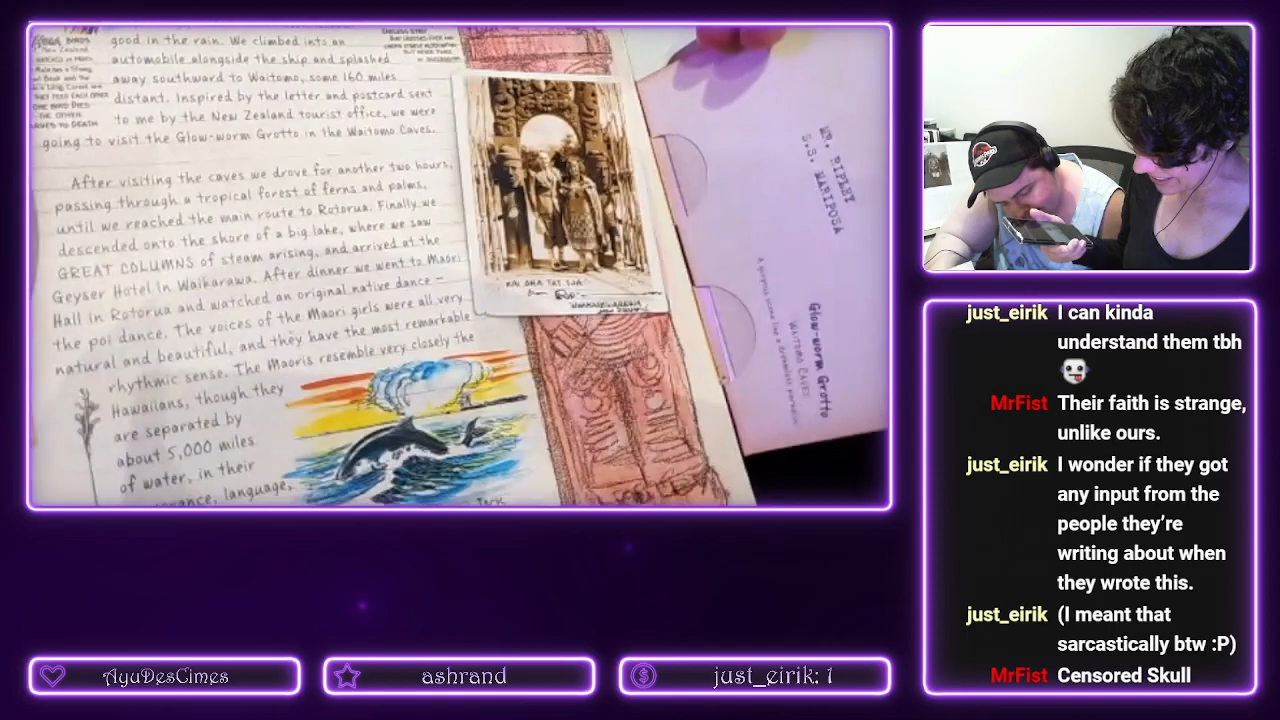 good in the rain. We climbed into an
automobile alongside the ship and splashed
away southward to Waitomo, some 160 miles
distant. Inspired by the letter and postcard sent
to me by the New Zealand tourist office, we were
going to visit the Glow-worm Grotto in the Waitomo Caves.
After visiting the caves we drove for another two hours,
passing through a tropical forest of ferns and palms,
until we reached the main route to Rotorua. Finally we
descended onto the shore of a big lake, where we saw
GREAT COLUMNS of steam arising, and arrived at the
Geyser Hotel In Waikarawa. After dinner we went to Maori
Hall in Rotorua and watched an original native dance –
the poi dance. The voices of the Maori girls were all very
natural and beautiful, and they have the most remarkable
rhythmic sense. The Maoris resemble very closely the
Hawaiians, though they
are separated by
about 5,000 miles
of water, in their
language,
MR. RIPLEY
S.S. MARIPOSA
Glow-worm Grotto
WAITOMO CAVES
just_eirik I can kinda
understand them tbh
MrFist Their faith is strange,
unlike ours.
just_eirik I wonder if they got
any input from the
people they're
writing about when
they wrote this.
just_eirik (I meant that
sarcastically btw :P)
MrFist Censored Skull
AyuDesCimes
ashrand
just_eirik: 1